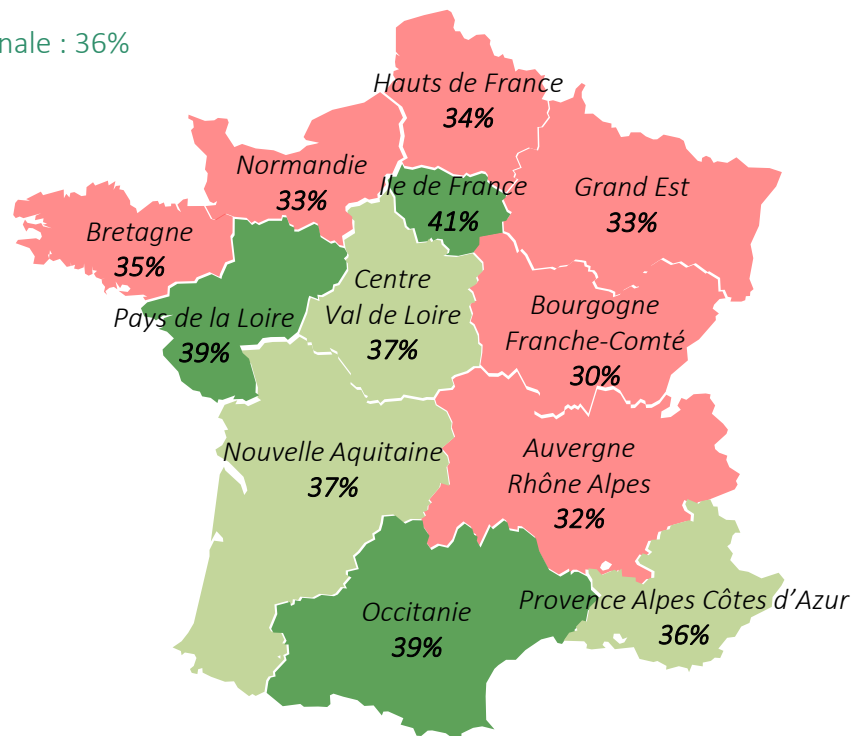 nale : 36%
Hauts de France
34%
Normandie
33%
Ile de France
41%
Grand Est
33%
Bretagne
35%
Pays de la Loire
39%
Centre
Val de Loire
37%
Bourgogne
Franche-Comté
30%
Nouvelle Aquitaine
37%
Auvergne
Rhône Alpes
32%
Occitanie
39%
Provence Alpes Côtes d’Azur
36%